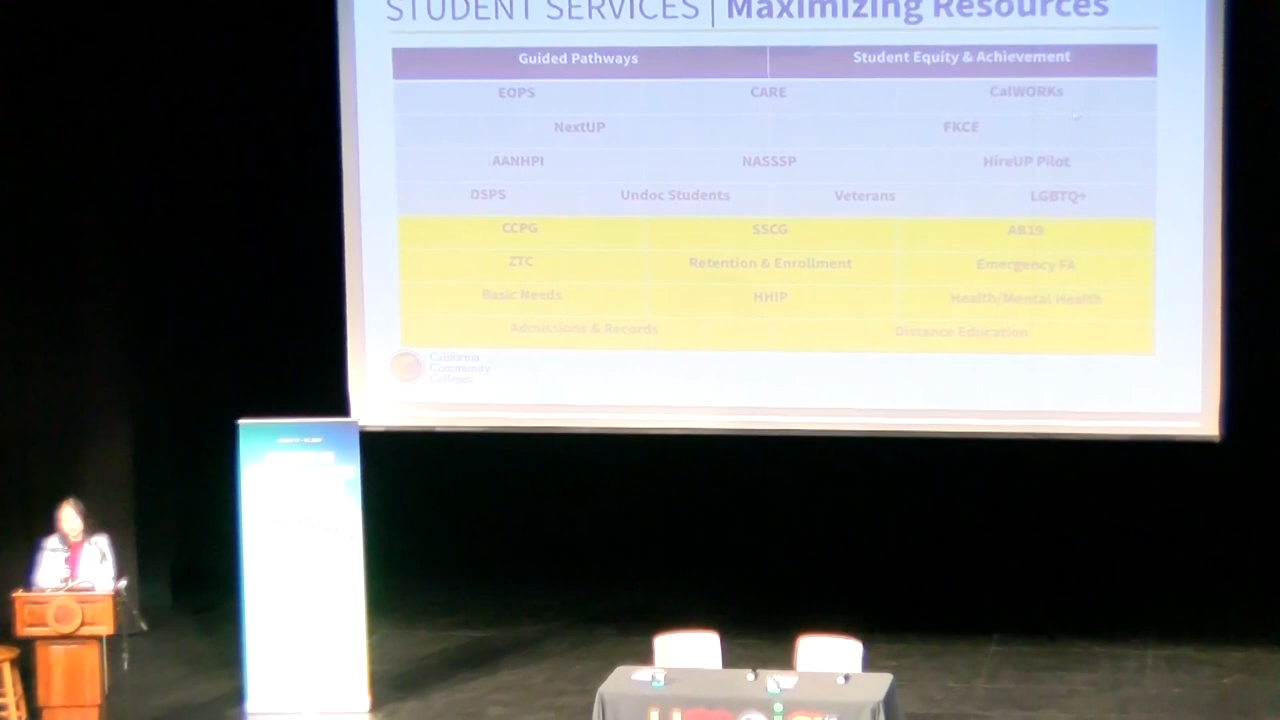 STUDENT SERVICES | Maximizing Resources
Guided Pathways Student Equity & Achievement
EOPS CARE CalWORKs
NextUP FKCE
AANHPI NASSSP HireUP Pilot
DSPS Undoc Students Veterans LGBTQ+
CCPG SSCG AB19
ZTC Retention & Enrollment Emergency FA
Basic Needs HHIP Health/Mental Health
Admissions & Records Distance Education
California
Community
Colleges